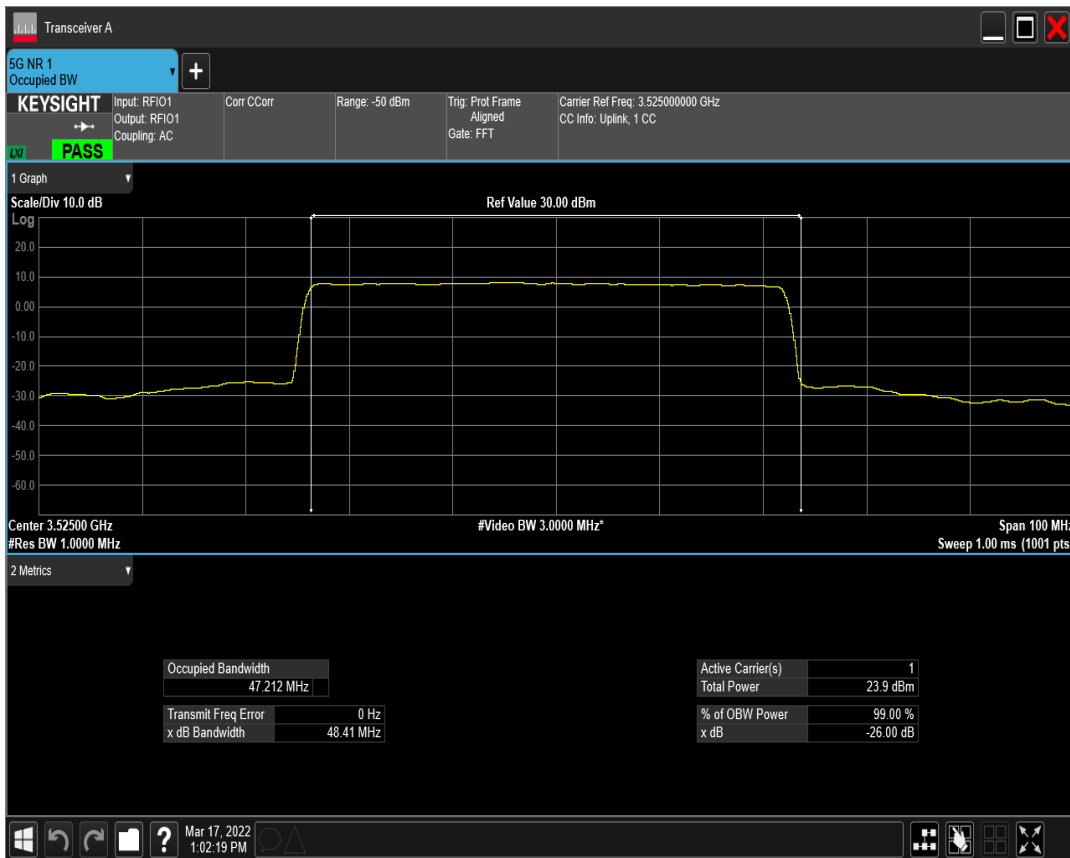 Transceiver A
5G NR 1
Occupied BW
+
KEYSIGHT
LXI
PASS
Input: RFIO1
Output: RFIO1
Coupling: AC
Corr CCorr
Range: -50 dBm
Trig: Prot Frame
Aligned
Gate: FFT
Carrier Ref Freq: 3.525000000 GHz
CC Info: Uplink, 1 CC
1 Graph
Scale/Div 10.0 dB
Ref Value 30.00 dBm
Log
20.0
10.0
0.00
-10.0
-20.0
-30.0
-40.0
-50.0
-60.0
Center 3.52500 GHz
#Video BW 3.0000 MHz*
Span 100 MHz
#Res BW 1.0000 MHz
Sweep 1.00 ms (1001 pts
2 Metrics
Occupied Bandwidth
47.212 MHz
Transmit Freq Error 0 Hz
x dB Bandwidth 48.41 MHz
Active Carrier(s) 1
Total Power 23.9 dBm
% of OBW Power 99.00 %
x dB -26.00 dB
?
Mar 17, 2022
1:02:19 PM